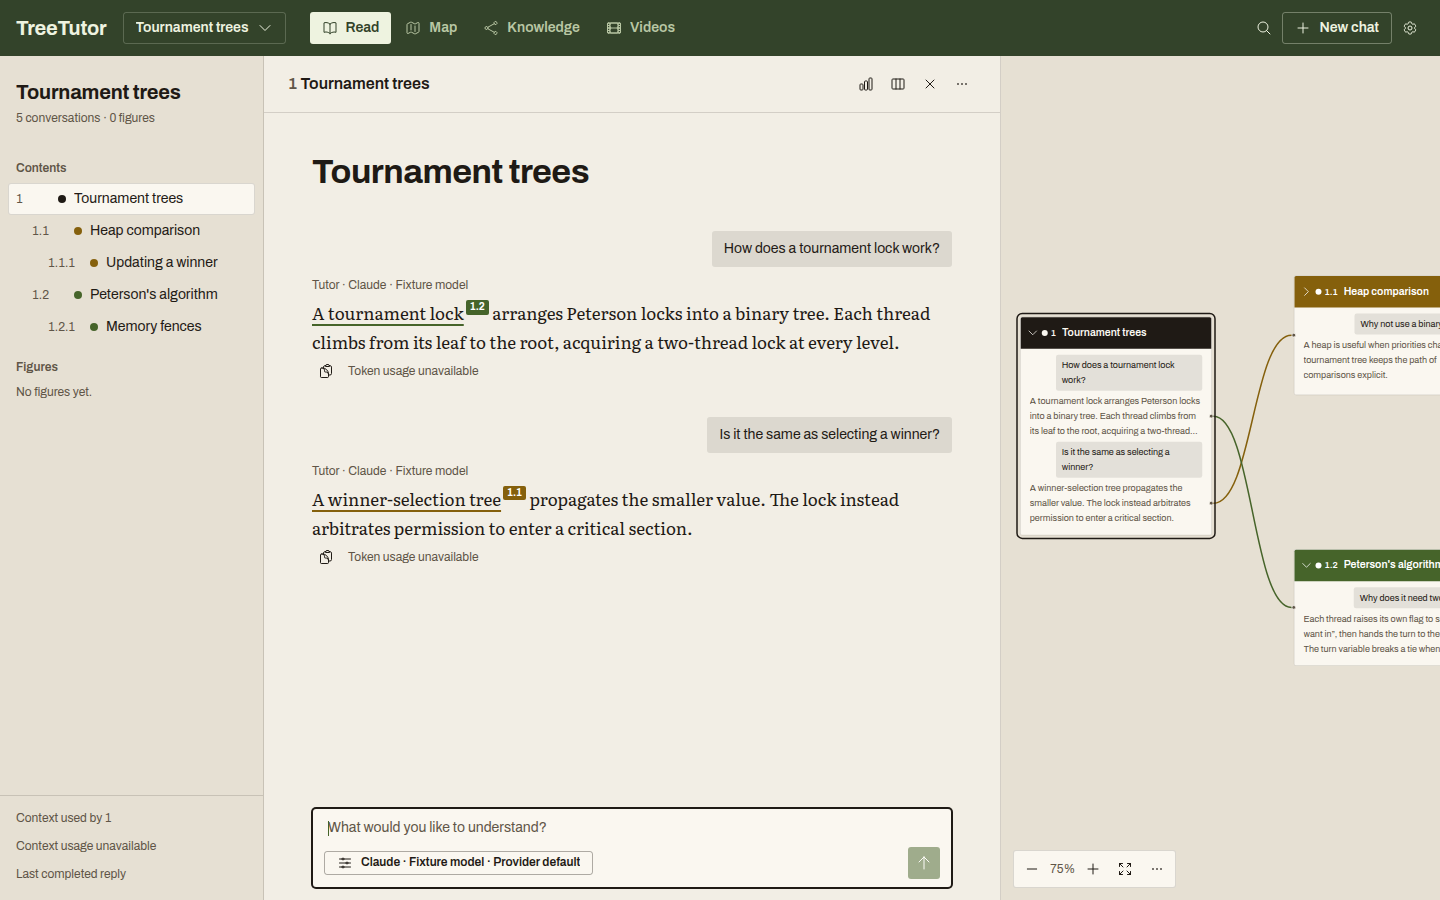 TreeTutor
Tournament trees
Read
Map
Knowledge
Videos
New chat
Tournament trees
5 conversations · 0 figures
Contents
1 Tournament trees
1.1 Heap comparison
1.1.1 Updating a winner
1.2 Peterson's algorithm
1.2.1 Memory fences
Figures
No figures yet.
Context used by 1
Context usage unavailable
Last completed reply
1 Tournament trees
Tournament trees
How does a tournament lock work?
Tutor · Claude · Fixture model
A tournament lock 1.2 arranges Peterson locks into a binary tree. Each thread
climbs from its leaf to the root, acquiring a two-thread lock at every level.
Token usage unavailable
Is it the same as selecting a winner?
Tutor · Claude · Fixture model
A winner-selection tree 1.1 propagates the smaller value. The lock instead
arbitrates permission to enter a critical section.
Token usage unavailable
What would you like to understand?
Claude · Fixture model · Provider default
1 Tournament trees
How does a tournament lock
work?
A tournament lock arranges Peterson locks
into a binary tree. Each thread climbs from
its leaf to the root, acquiring a two-thread...
Is it the same as selecting a
winner?
A winner-selection tree propagates the
smaller value. The lock instead arbitrates
permission to enter a critical section.
1.1 Heap comparison
Why not use a binary
A heap is useful when priorities cha
tournament tree keeps the path of
comparisons explicit.
1.2 Peterson's algorithm
Why does it need tw
Each thread raises its own flag to s
want in", then hands the turn to the
The turn variable breaks a tie when
75%